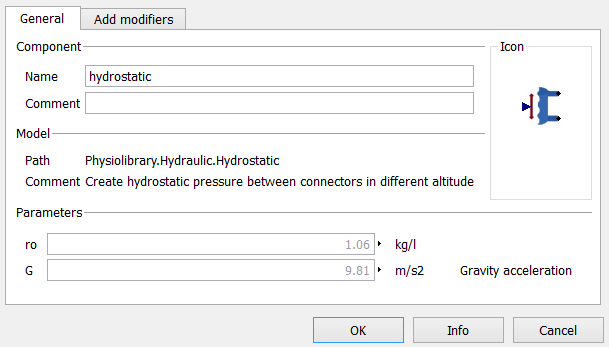 General Add modifiers
Component
Icon
Name hydrostatic
Comment
Model
Path Physiolibrary.Hydraulic.Hydrostatic
Comment Create hydrostatic pressure between connectors in different altitude
Parameters
ro 1.06 kg/l
G 9.81 m/s2 Gravity acceleration
OK Info Cancel